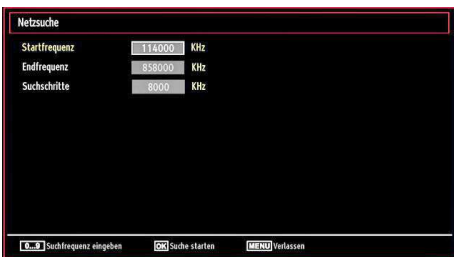 Netzsuche
Startfrequenz 114000 KHz
Endfrequenz 858000 KHz
Suchschritte 8000 KHz
0...9 Suchfrequenz eingeben OK Suche starten MENU Verlassen